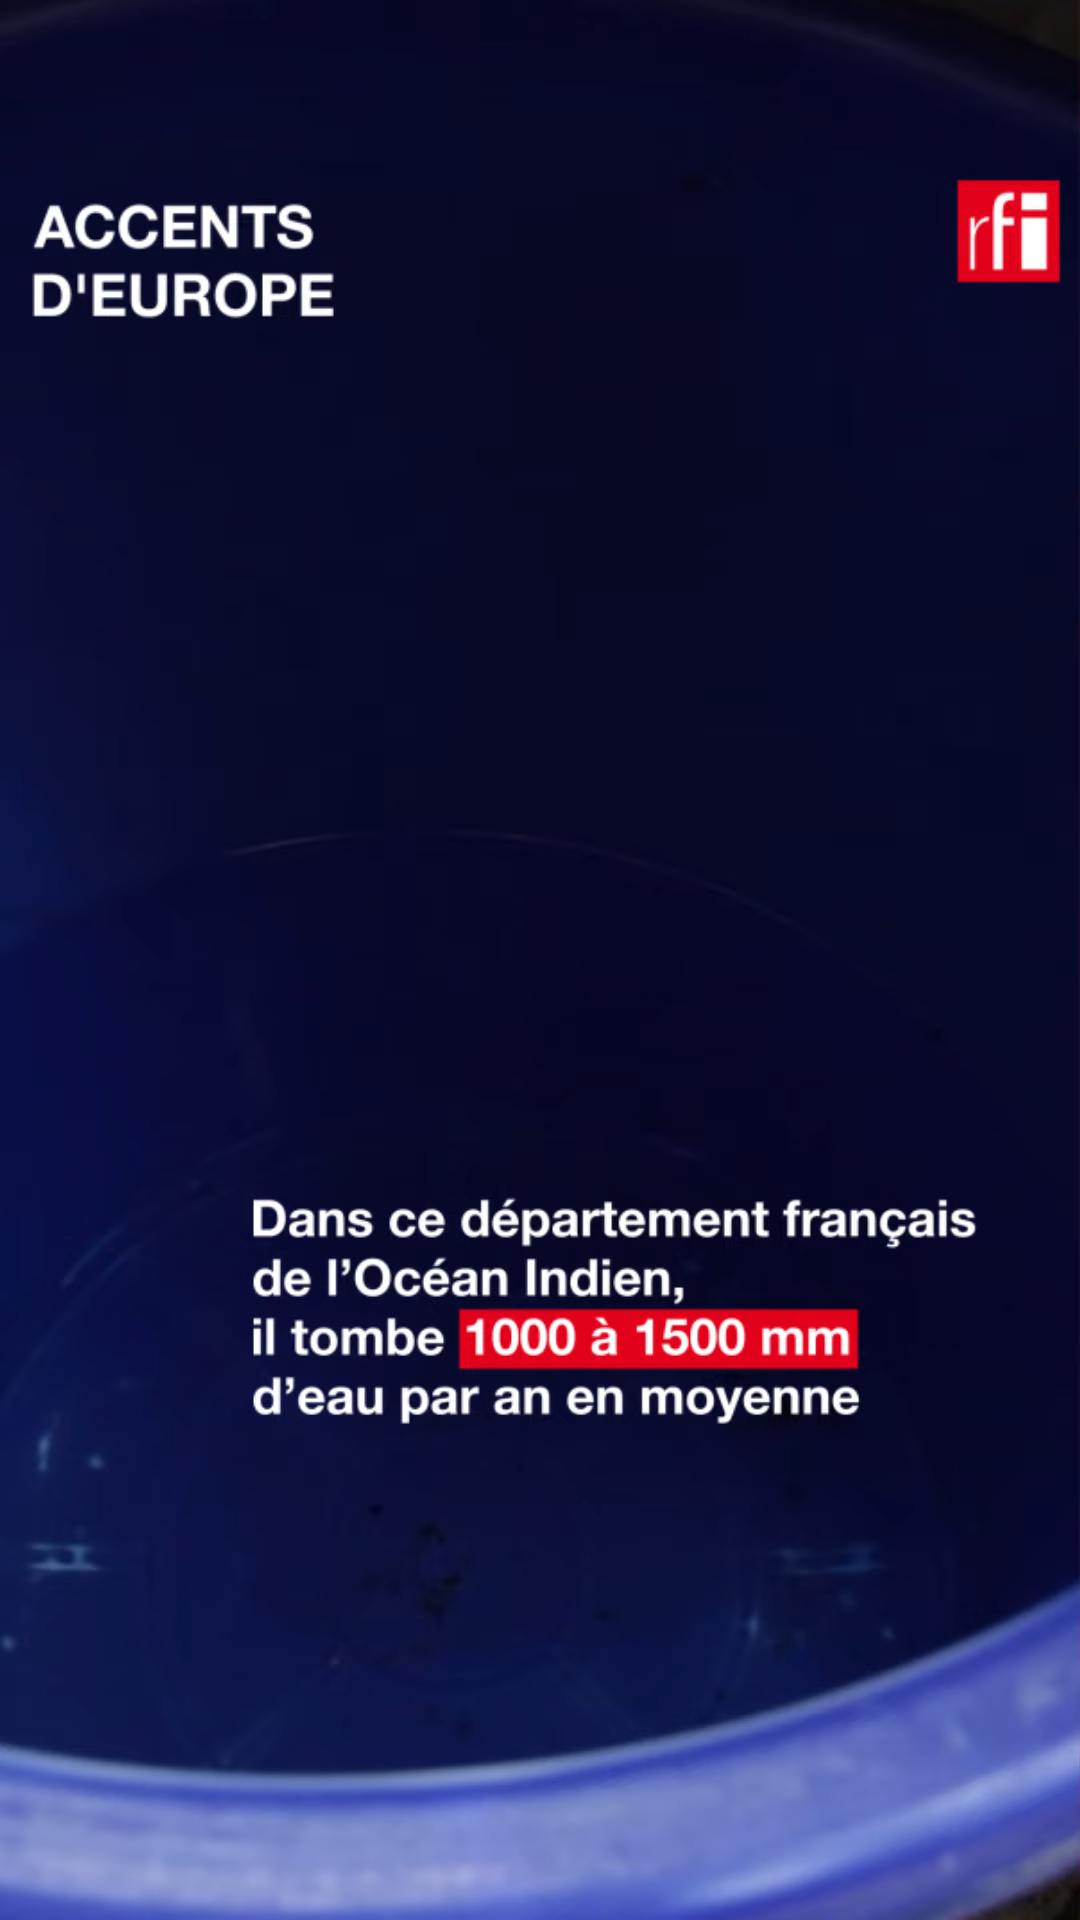 ACCENTS
D'EUROPE
rfi
Dans ce département français
de l’Océan Indien,
il tombe 1000 à 1500 mm
d’eau par an en moyenne